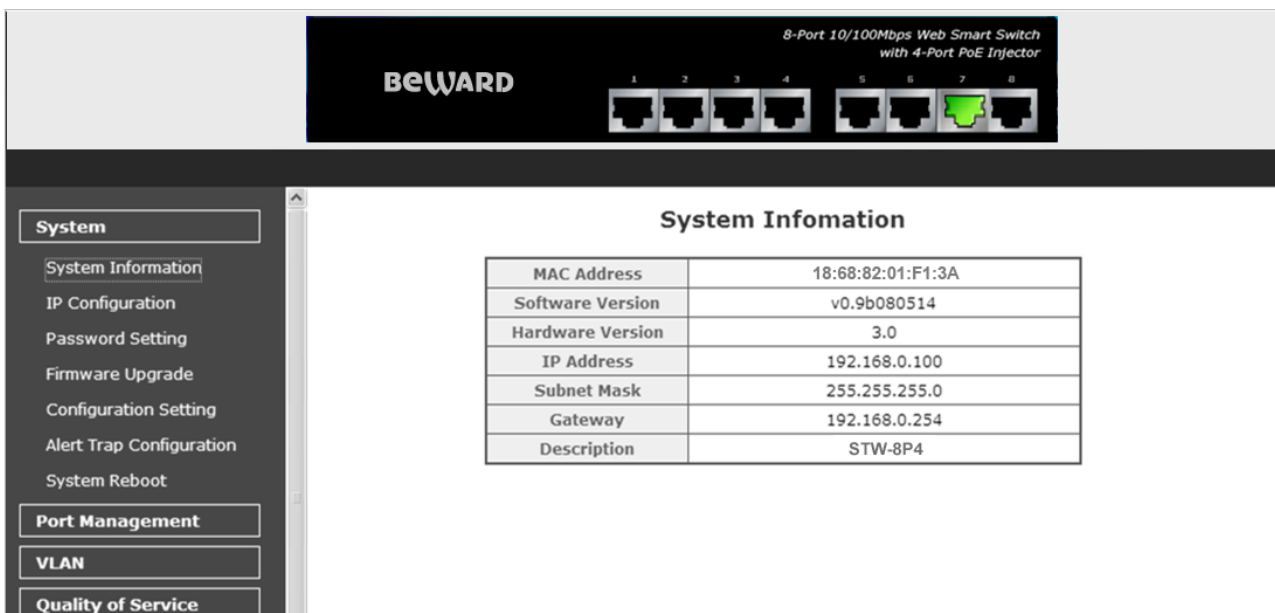 8-Port 10/100Mbps Web Smart Switch
with 4-Port PoE Injector
BEWARD
1 2 3 4 5 6 7 8
System
System Information
IP Configuration
Password Setting
Firmware Upgrade
Configuration Setting
Alert Trap Configuration
System Reboot
Port Management
VLAN
Quality of Service
System Infomation
MAC Address 18:68:82:01:F1:3A
Software Version v0.9b080514
Hardware Version 3.0
IP Address 192.168.0.100
Subnet Mask 255.255.255.0
Gateway 192.168.0.254
Description STW-8P4